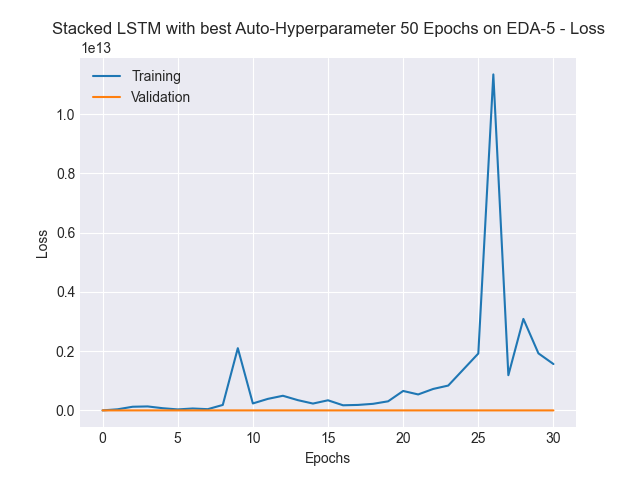 Stacked LSTM with best Auto-Hyperparameter 50 Epochs on EDA-5 - Loss
1e13
Training
Validation
1.0
0.8
0.6
0.4
0.2
0.0
Loss
0 5 10 15 20 25 30
Epochs